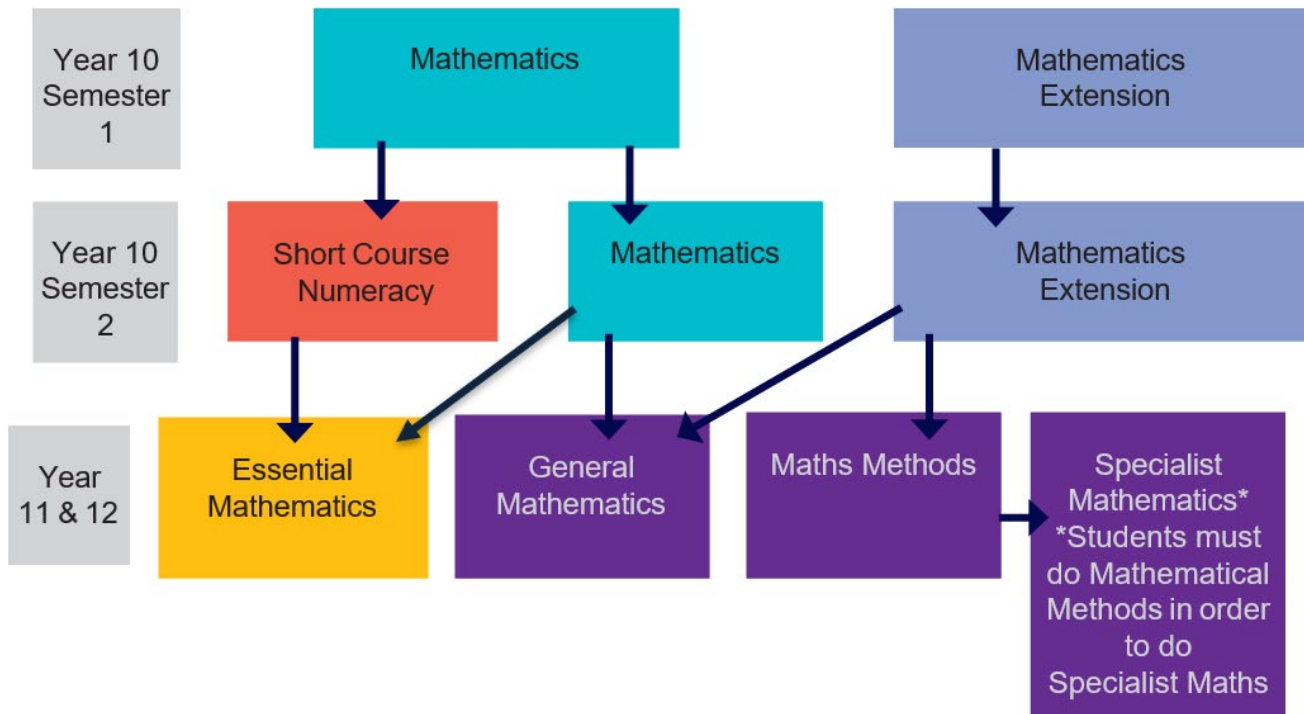 Year 10
Semester
1
Mathematics
Mathematics
Extension
Year 10
Semester
2
Short Course
Numeracy
Mathematics
Mathematics
Extension
Year
11 & 12
Essential
Mathematics
General
Mathematics
Maths Methods
Specialist
Mathematics*
*Students must
do Mathematical
Methods in order
to do
Specialist Maths